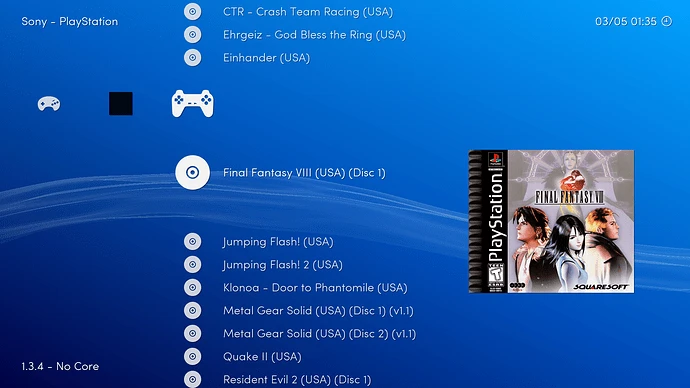 CTR - Crash Team Racing (USA)
Sony - PlayStation
03/05 01:35
Ehrgeiz - God Bless the Ring (USA)
Einhander (USA)
Final Fantasy VIII (USA) (Disc 1)
PlayStation
FINAL FANTASY VIII
SQUARESOFT
Jumping Flash! (USA)
Jumping Flash! 2 (USA)
Klonoa - Door to Phantomile (USA)
Metal Gear Solid (USA) (Disc 1) (v1.1)
Metal Gear Solid (USA) (Disc 2) (v1.1)
Quake II (USA)
1.3.4 - No Core
Resident Evil 2 (USA) (Disc 1)